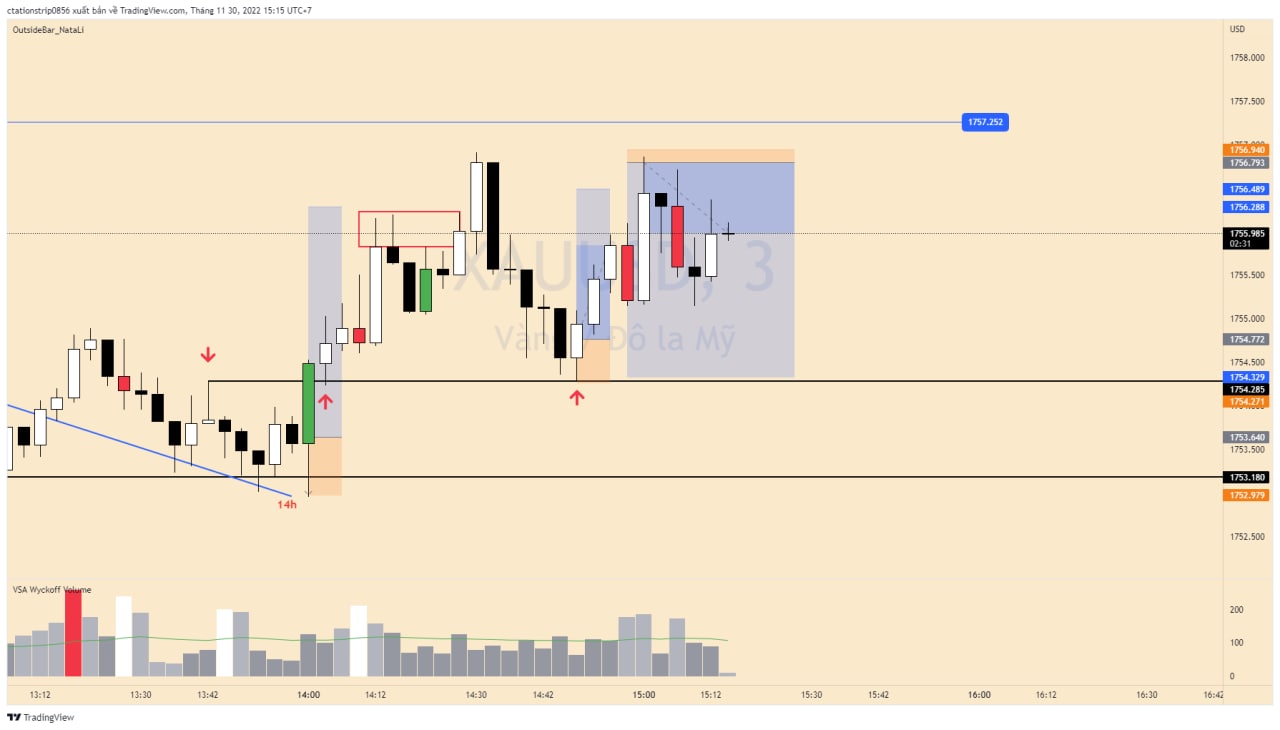 ctationstrip0856 xuất bản về TradingView.com, Tháng 11 30, 2022 15:15 UTC+7
OutsideBar_NataLi
USD
1758.000
1757.500
1757.252
1756.940
1756.793
1756.489
1756.288
1755.985
02:31
XAUUSD, 3
1755.500
Vàng / Đô la Mỹ
1755.000
1754.772
1754.500
1754.329
1754.285
1754.271
1753.640
1753.500
1753.180
1752.979
14h
1752.500
VSA Wyckoff Volume
200
100
0
13:12 13:30 13:42 14:00 14:12 14:30 14:42 15:00 15:12 15:30 15:42 16:00 16:12 16:30 16:42
TradingView